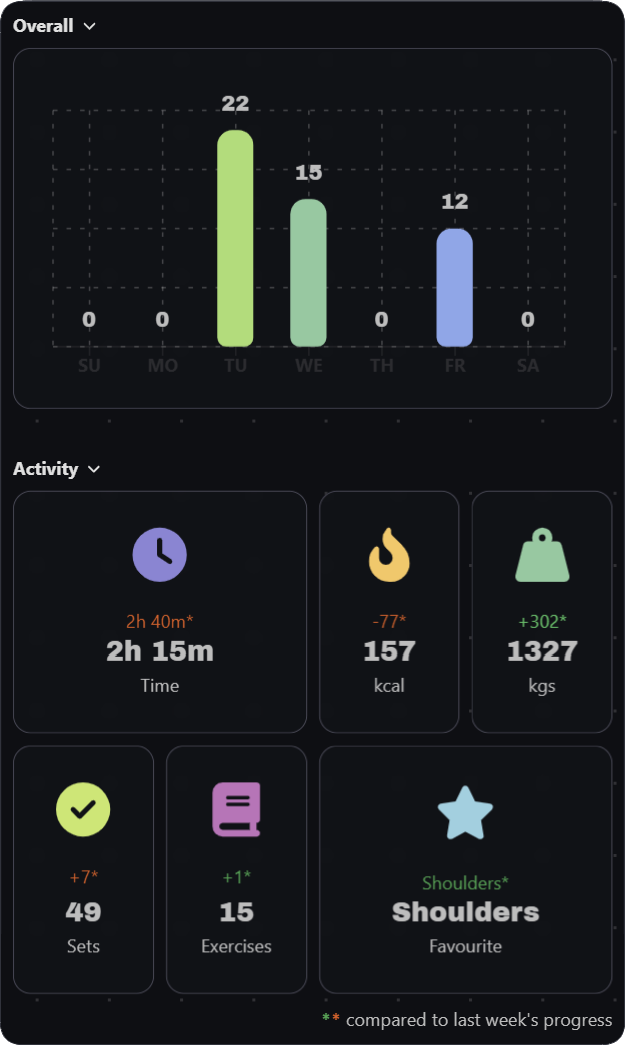 Overall
22
15
12
0 0 0 0
SU MO TU WE TH FR SA
Activity
2h 40m*
2h 15m
Time
-77*
157
kcal
+302*
1327
kgs
+7*
49
Sets
+1*
15
Exercises
Shoulders*
Shoulders
Favourite
** compared to last week's progress